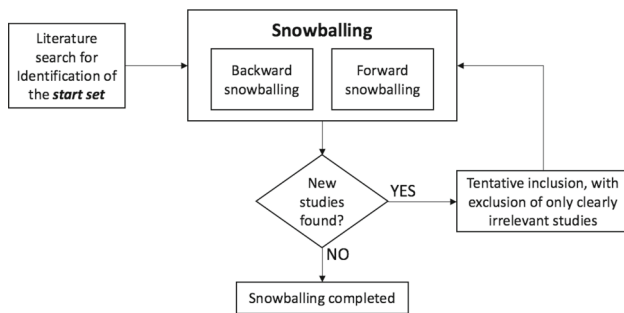 Literature
search for
Identification of
the start set
Snowballing
Backward
snowballing
Forward
snowballing
New
studies
found?
YES
Tentative inclusion, with
exclusion of only clearly
irrelevant studies
NO
Snowballing completed